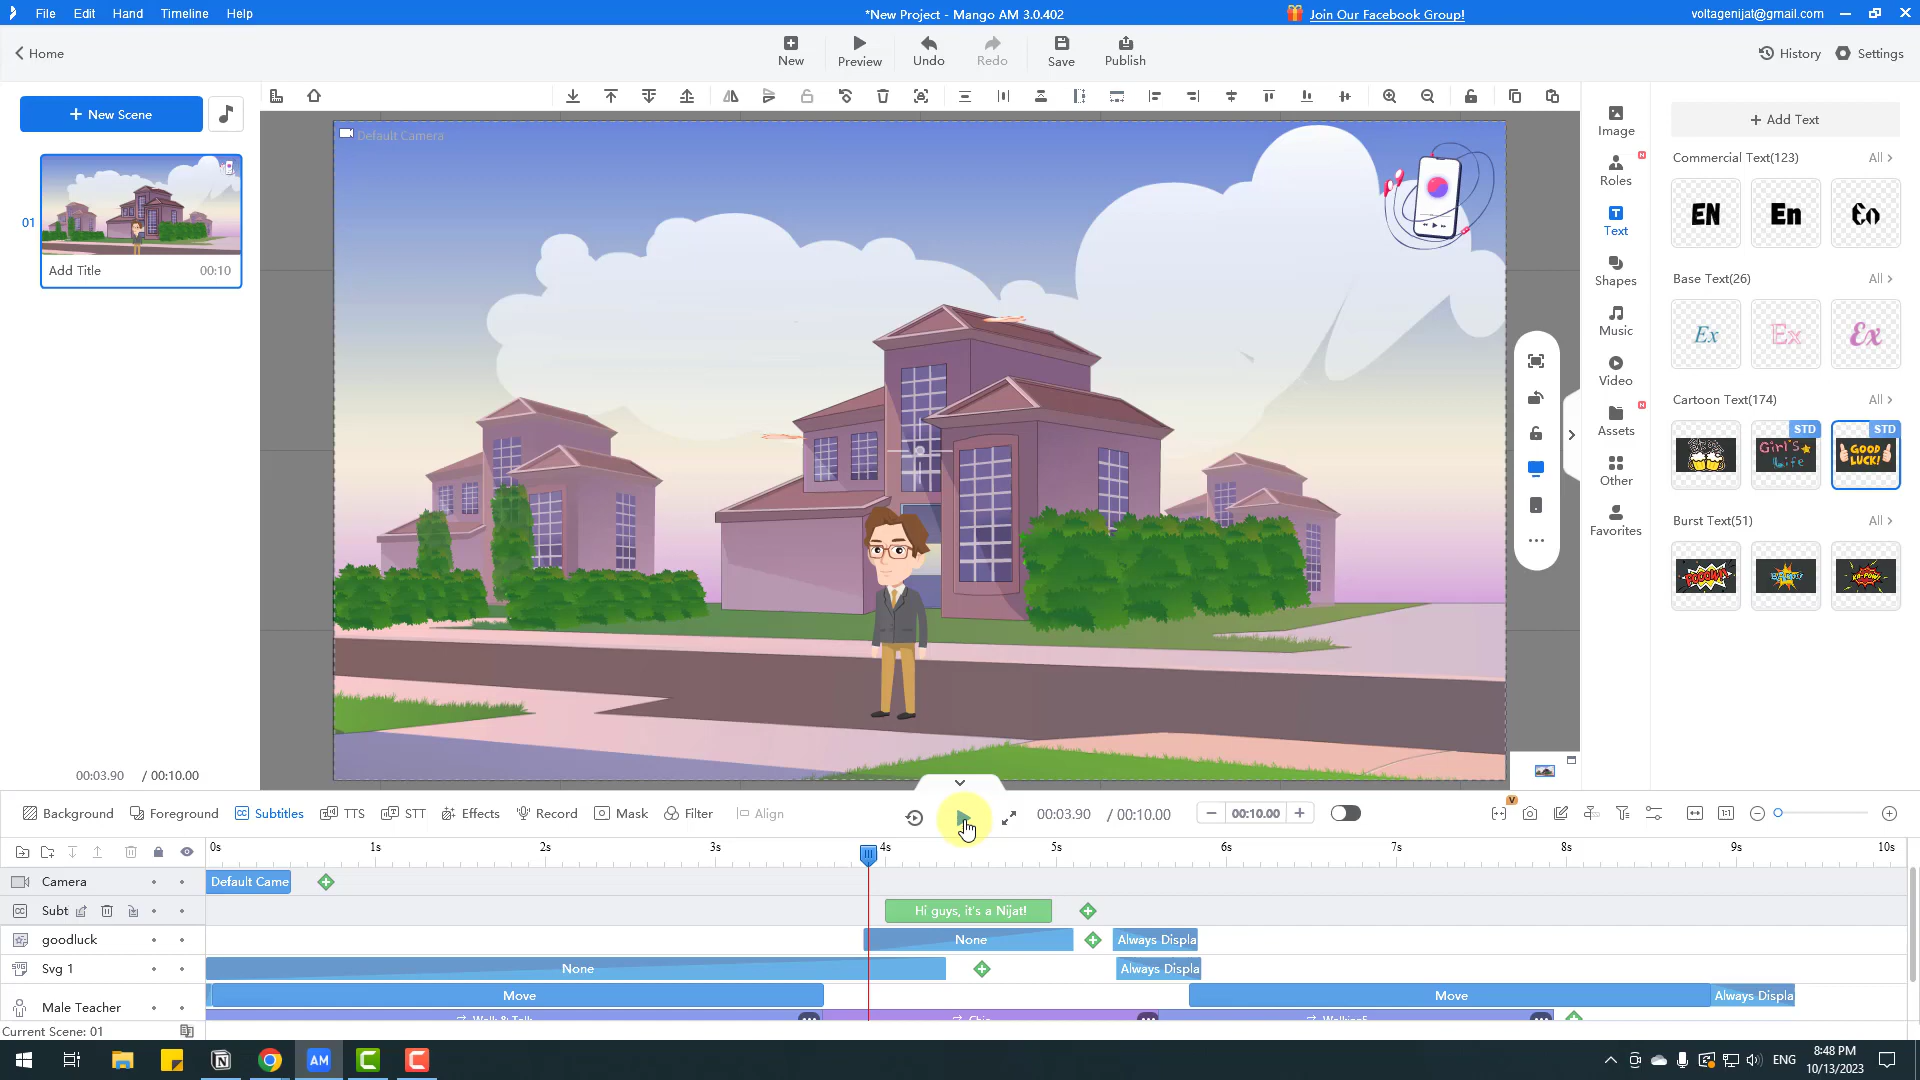 File Edit Hand Timeline Help
*New Project - Mango AM 3.0.402
Join Our Facebook Group!
voltagenijat@gmail.com
Home
New Preview Undo Redo Save Publish
History Settings
+ New Scene
Default Camera
01
Add Title 00:10
Image
Roles
Text
Shapes
Music
Video
Assets
Other
Favorites
+ Add Text
Commercial Text(123) All >
EN En En
Base Text(26) All >
Ex Ex Ex
Cartoon Text(174) All >
STD STD
Girl's Life
GOOD LUCK!
Burst Text(51) All >
00:03.90 / 00:10.00
Background Foreground Subtitles TTS STT Effects Record Mask Filter Align
00:03.90 / 00:10.00
00:10.00
0s 1s 2s 3s 4s 5s 6s 7s 8s 9s 10s
Camera Default Came
Subt Hi guys, it's a Nijat!
goodluck None Always Displa
Svg 1 None Always Displa
Male Teacher Move Move Always Displa
Current Scene: 01
AM
ENG
8:48 PM
10/13/2023